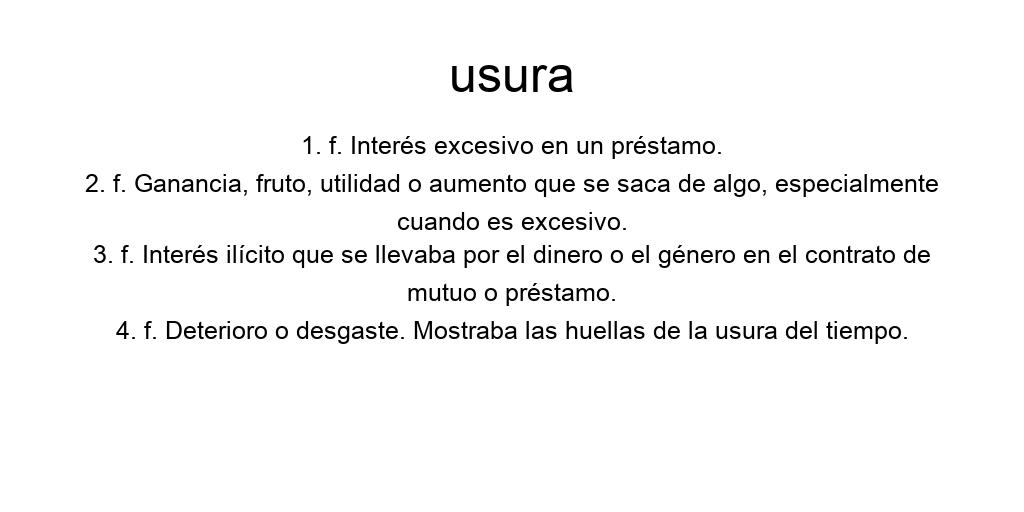 usura
1. f. Interés excesivo en un préstamo.
2. f. Ganancia, fruto, utilidad o aumento que se saca de algo, especialmente
cuando es excesivo.
3. f. Interés ilícito que se llevaba por el dinero o el género en el contrato de
mutuo o préstamo.
4. f. Deterioro o desgaste. Mostraba las huellas de la usura del tiempo.